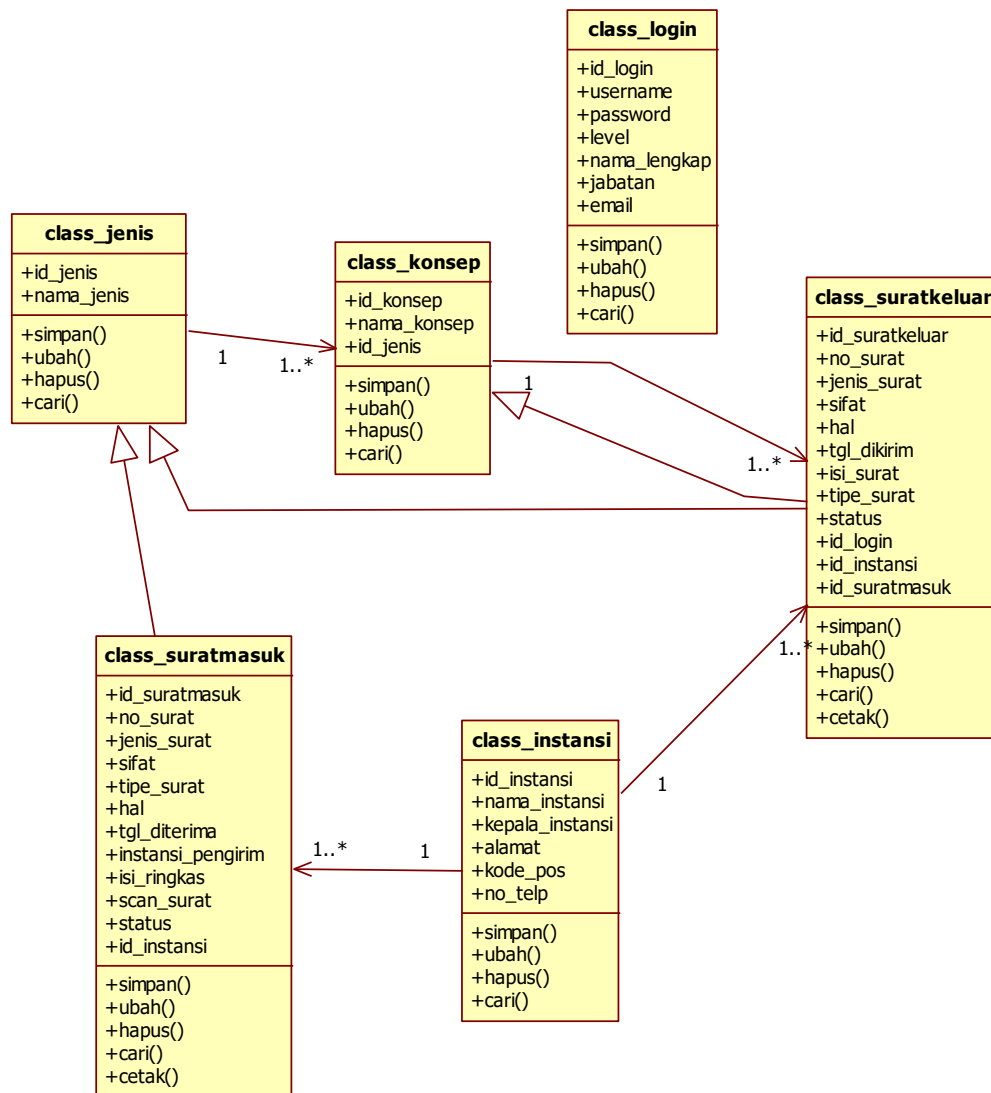 class_login
+id_login
+username
+password
+level
+nama_lengkap
+jabatan
+email
+simpan()
+ubah()
+hapus()
+cari()
class_jenis
+id_jenis
+nama_jenis
+simpan()
+ubah()
+hapus()
+cari()
1
1..*
class_konsep
+id_konsep
+nama_konsep
+id_jenis
+simpan()
+ubah()
+hapus()
+cari()
1
1..*
class_suratkeluar
+id_suratkeluar
+no_surat
+jenis_surat
+sifat
+hal
+tgl_dikirim
+isi_surat
+tipe_surat
+status
+id_login
+id_instansi
+id_suratmasuk
+simpan()
+ubah()
+hapus()
+cari()
+cetak()
1..*
1
class_suratmasuk
+id_suratmasuk
+no_surat
+jenis_surat
+sifat
+tipe_surat
+hal
+tgl_diterima
+instansi_pengirim
+isi_ringkas
+scan_surat
+status
+id_instansi
+simpan()
+ubah()
+hapus()
+cari()
+cetak()
1..*
1
class_instansi
+id_instansi
+nama_instansi
+kepala_instansi
+alamat
+kode_pos
+no_telp
+simpan()
+ubah()
+hapus()
+cari()